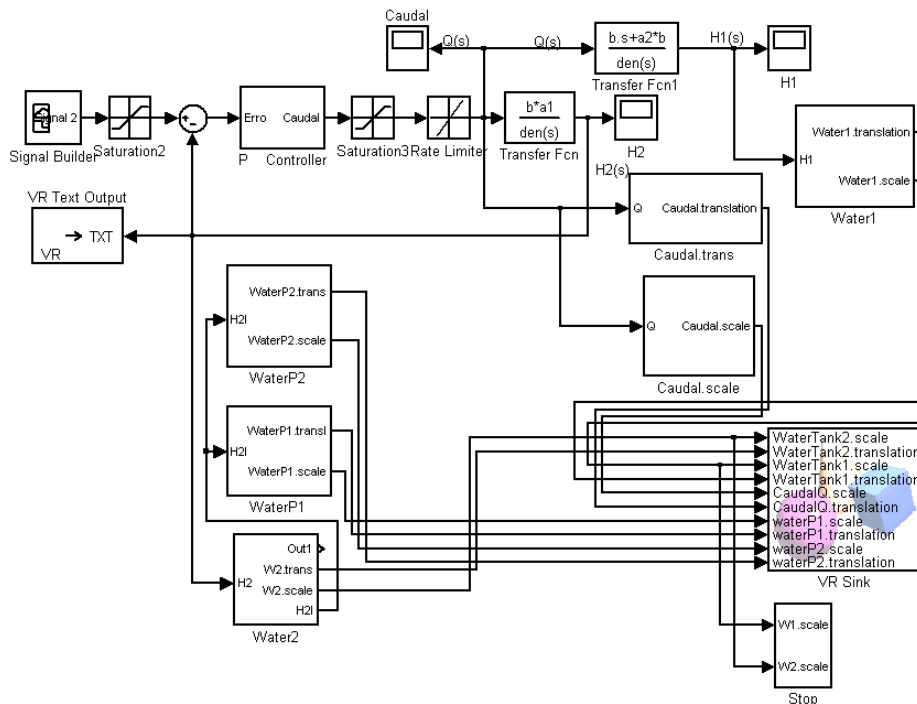 Caudal
Q(s)
Q(s)
b.s+a2*b
den(s)
Transfer Fcn1
H1(s)
H1
Signal 2
Signal Builder
Saturation2
Erro
Caudal
P
Controller
Saturation3
Rate Limiter
b*a1
den(s)
Transfer Fcn
H2
H2(s)
Water1.translation
H1
Water1.scale
Water1
VR Text Output
TXT
VR
Q
Caudal.translation
Caudal.trans
Q
Caudal.scale
Caudal.scale
WaterP2.trans
H2I
WaterP2.scale
WaterP2
WaterP1.transl
H2I
WaterP1.scale
WaterP1
Out1
W2.trans
H2
W2.scale
H2I
Water2
WaterTank2.scale
WaterTank2.translation
WaterTank1.scale
WaterTank1.translation
CaudalQ.scale
CaudalQ.translation
waterP1.scale
waterP1.translation
waterP2.scale
waterP2.translation
VR Sink
W1.scale
W2.scale
Stop